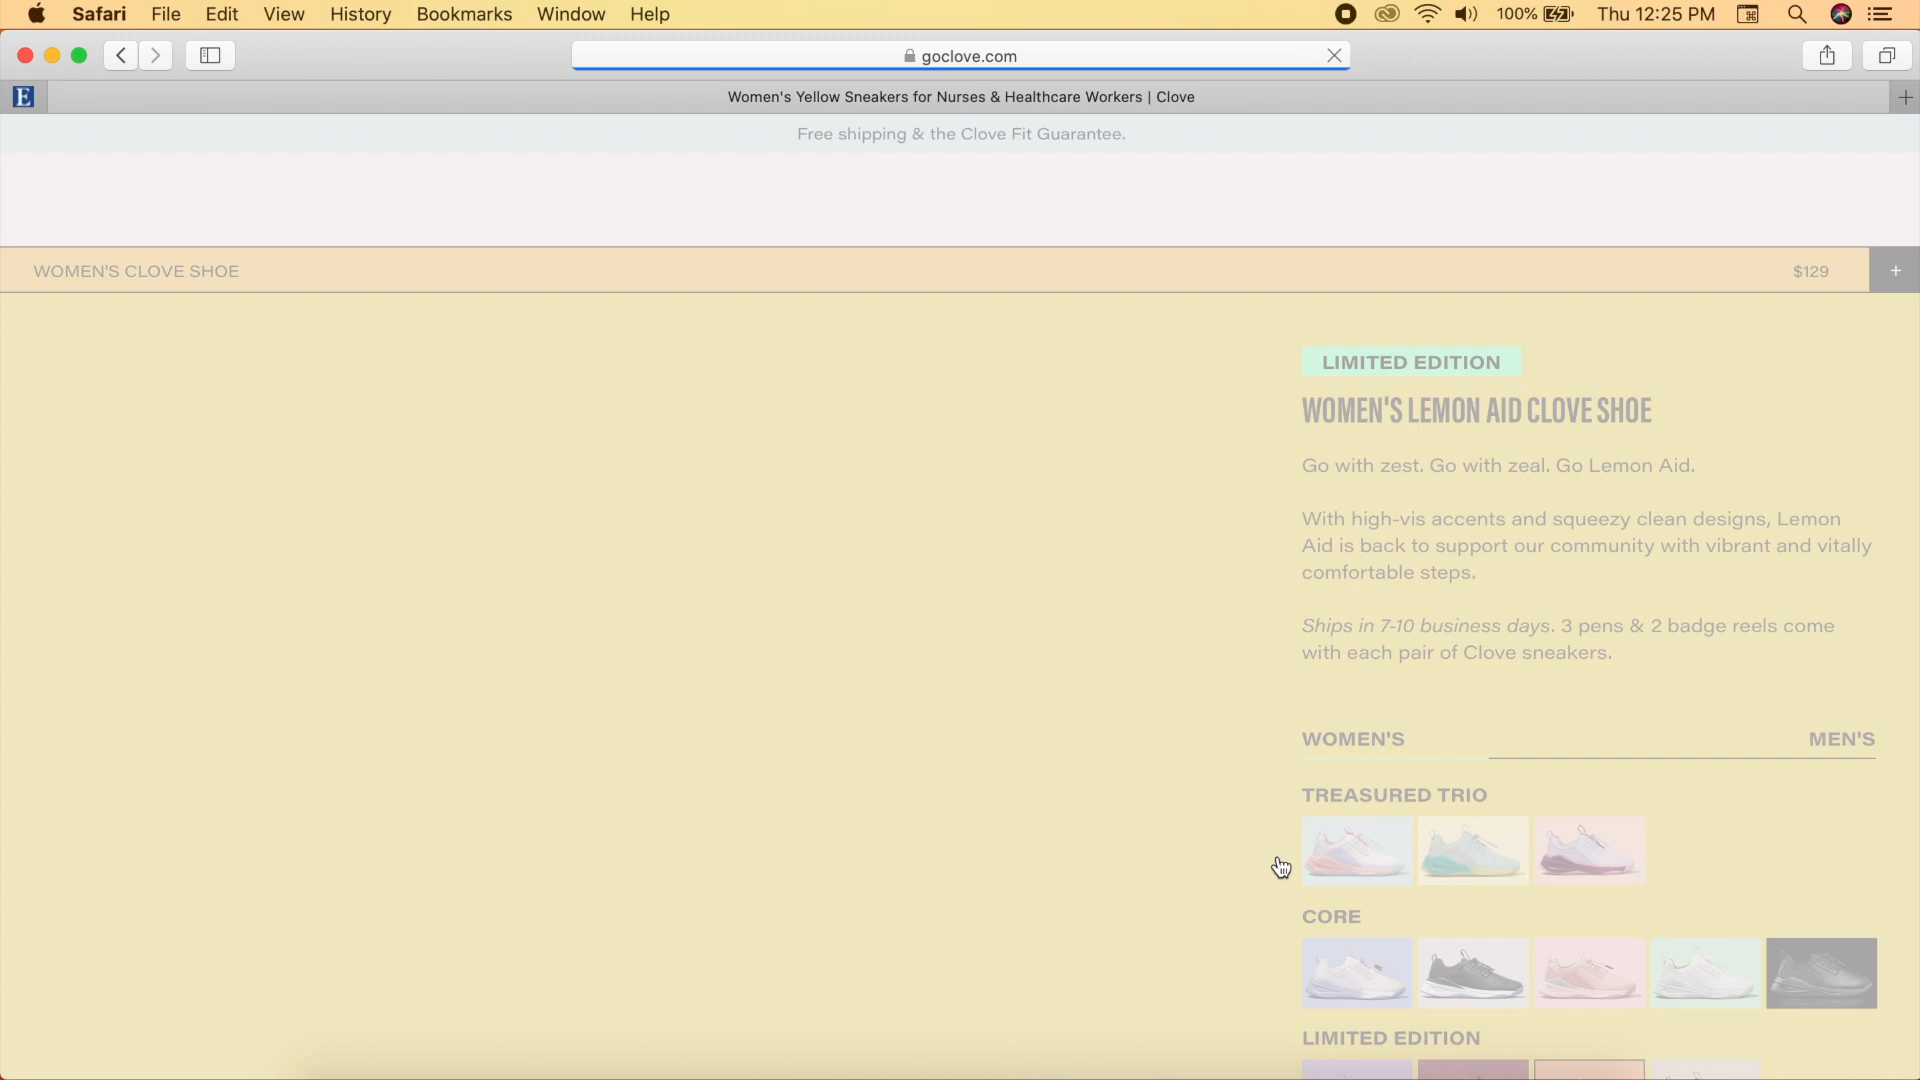 Safari File Edit View History Bookmarks Window Help 100% Thu 12:25 PM
goclove.com
E Women's Yellow Sneakers for Nurses & Healthcare Workers | Clove +
Free shipping & the Clove Fit Guarantee.
WOMEN'S CLOVE SHOE $129 +
LIMITED EDITION
WOMEN'S LEMON AID CLOVE SHOE
Go with zest. Go with zeal. Go Lemon Aid.
With high-vis accents and squeezy clean designs, Lemon
Aid is back to support our community with vibrant and vitally
comfortable steps.
Ships in 7-10 business days. 3 pens & 2 badge reels come
with each pair of Clove sneakers.
WOMEN'S MEN'S
TREASURED TRIO
CORE
LIMITED EDITION